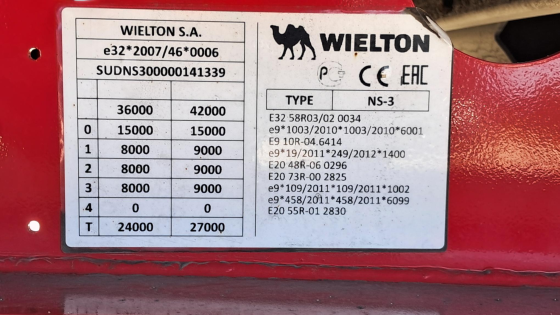 WIELTON S.A.
e32*2007/46*0006
SUDNS300000141339
36000 42000
0 15000 15000
1 8000 9000
2 8000 9000
3 8000 9000
4 0 0
T 24000 27000
WIELTON
P CE EAC
TYPE NS-3
E32 58R03/02 0034
e9*1003/2010*1003/2010*6001
E9 10R-04.6414
e9*19/2011*249/2012*1400
E20 48R-06 0296
E20 73R-00 2825
e9*109/2011*109/2011*1002
e9*458/2011*458/2011*6099
E20 55R-01 2830